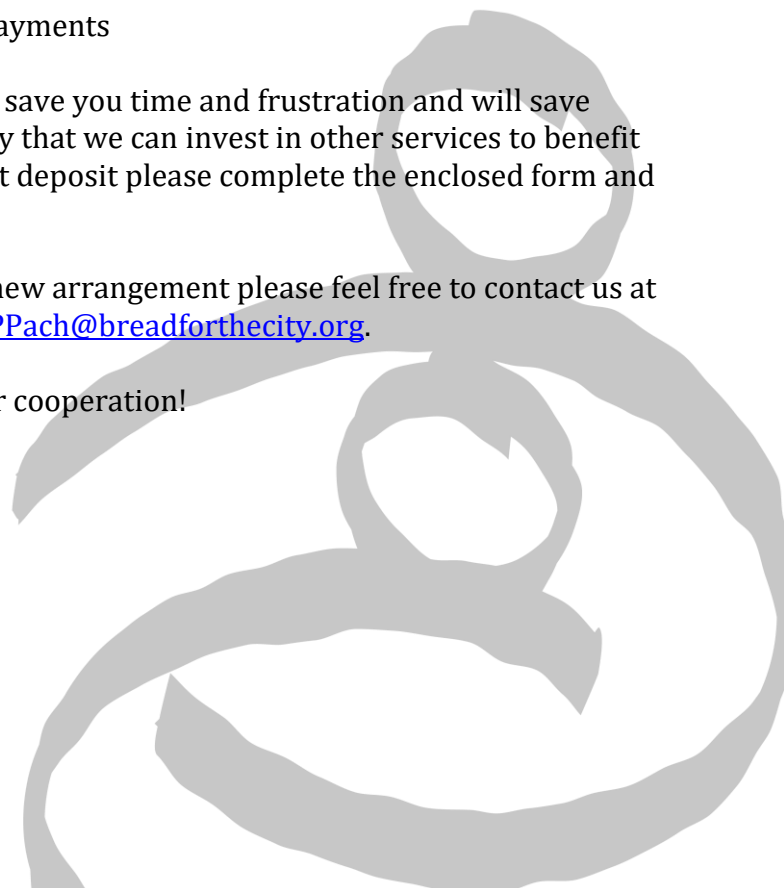 ayments
save you time and frustration and will save
y that we can invest in other services to benefit
t deposit please complete the enclosed form and
new arrangement please feel free to contact us at
PPach@breadforthecity.org.
r cooperation!